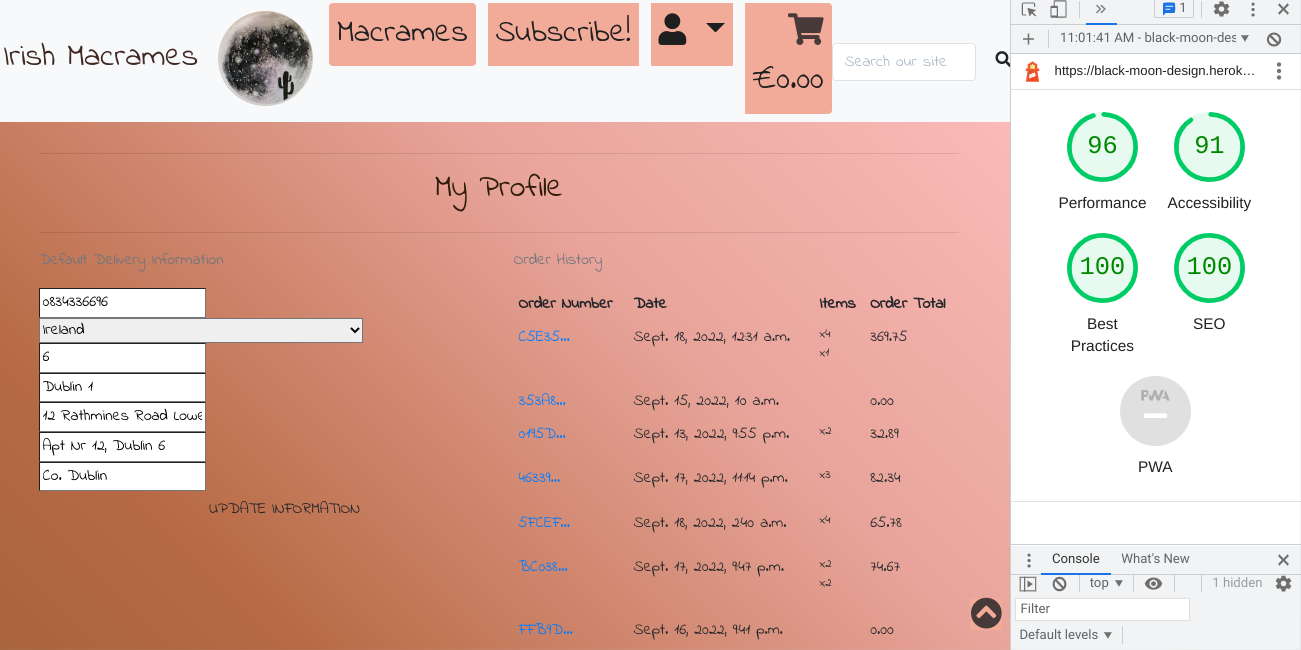 Irish Macrames
Macrames
Subscribe!
€0.00
Search our site
My Profile
Default Delivery Information
0834336696
Ireland
6
Dublin 1
12 Rathmines Road Lowe
Apt Nr 12, Dublin 6
Co. Dublin
UPDATE INFORMATION
Order History
Order Number Date Items Order Total
C5E35... Sept. 18, 2022, 12:31 a.m. x4 369.75
x1
353A8... Sept. 15, 2022, 10 a.m. 0.00
0195D... Sept. 13, 2022, 9:55 p.m. x2 32.89
46339... Sept. 17, 2022, 11:14 p.m. x3 82.34
5FCEF... Sept. 18, 2022, 2:40 a.m. x4 65.78
BC038... Sept. 17, 2022, 9:47 p.m. x2 74.67
x2
FFB9D... Sept. 16, 2022, 9:41 p.m. 0.00
1
11:01:41 AM - black-moon-des
https://black-moon-design.herok...
96
Performance
91
Accessibility
100
Best
Practices
100
SEO
PWA
PWA
Console What's New
top 1 hidden
Filter
Default levels